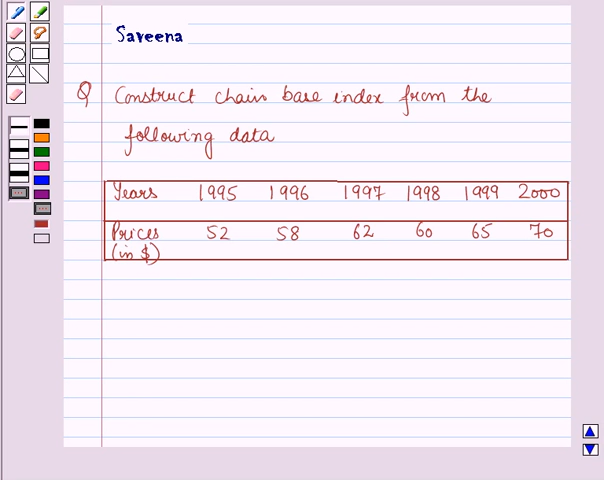 Saveena
Q Construct chain base index from the
following data
Years 1995 1996 1997 1998 1999 2000
Prices 52 58 62 60 65 70
(in $)